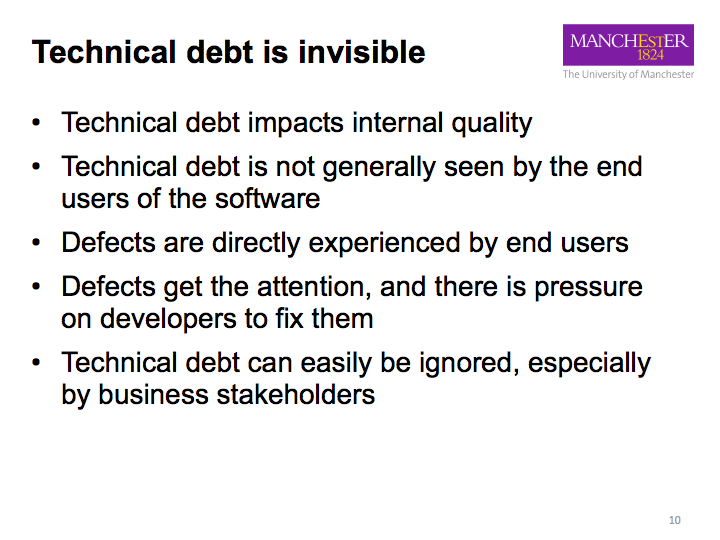 Technical debt is invisible
MANCHEsTER
1824
The University of Manchester
• Technical debt impacts internal quality
• Technical debt is not generally seen by the end
users of the software
• Defects are directly experienced by end users
• Defects get the attention, and there is pressure
on developers to fix them
• Technical debt can easily be ignored, especially
by business stakeholders
10